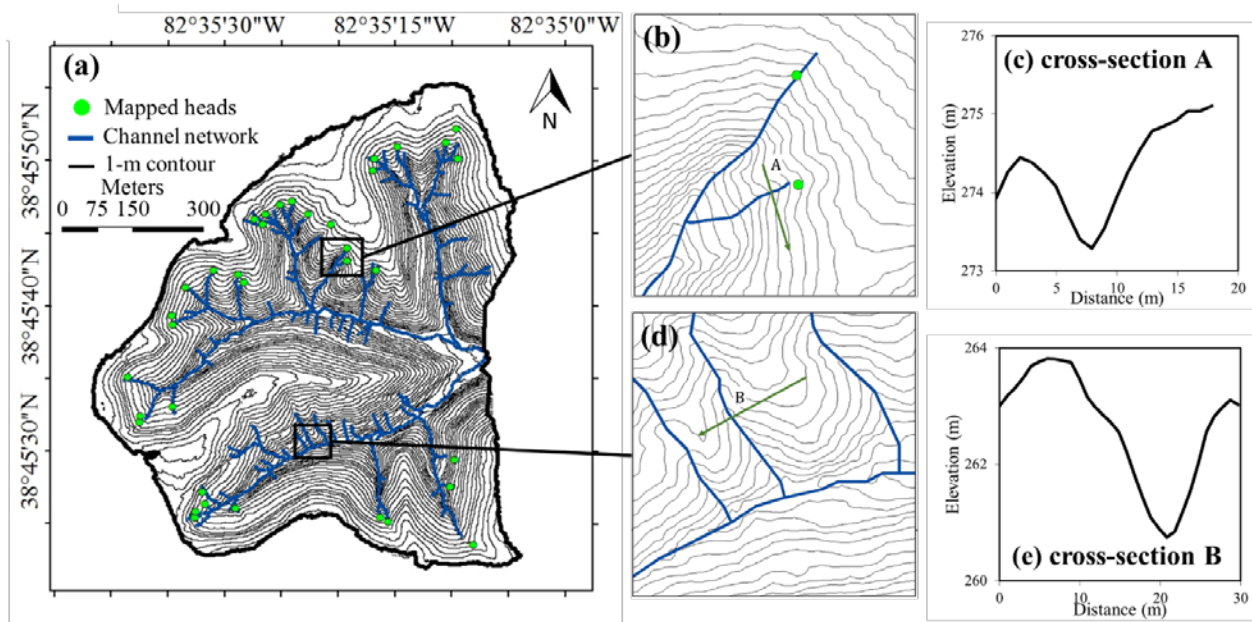 82°35'30"W 82°35'15"W 82°35'0"W
(a)
Mapped heads
Channel network
1-m contour
Meters
0 75 150 300
N
38°45'50"N
38°45'40"N
38°45'30"N
(b)
A
(c) cross-section A
276
275
274
273
Elevation (m)
0 5 10 15 20
Distance (m)
(d)
B
(e) cross-section B
264
262
260
Elevation (m)
0 10 20 30
Distance (m)